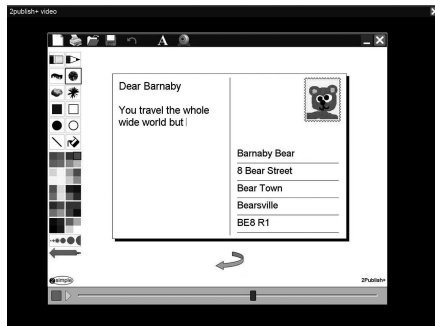 2publish+ video
A
Dear Barnaby
You travel the whole
wide world but
Barnaby Bear
8 Bear Street
Bear Town
Bearsville
BE8 R1
2simple
2Publish+